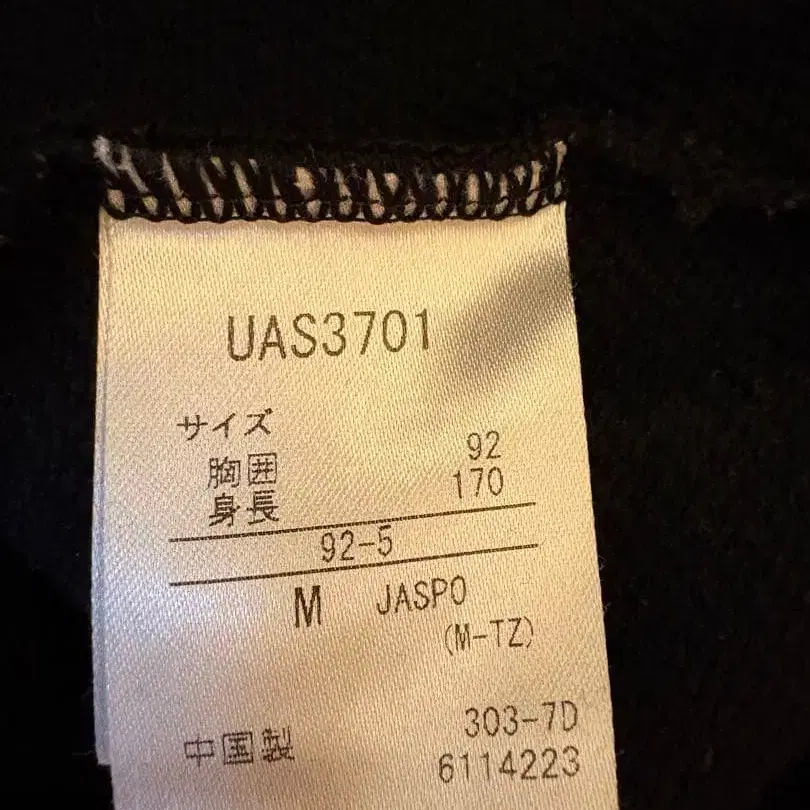 UAS3701
サイズ
胸囲 92
身長 170
92-5
M JASPO
(M-TZ)
303-7D
中国製 6114223